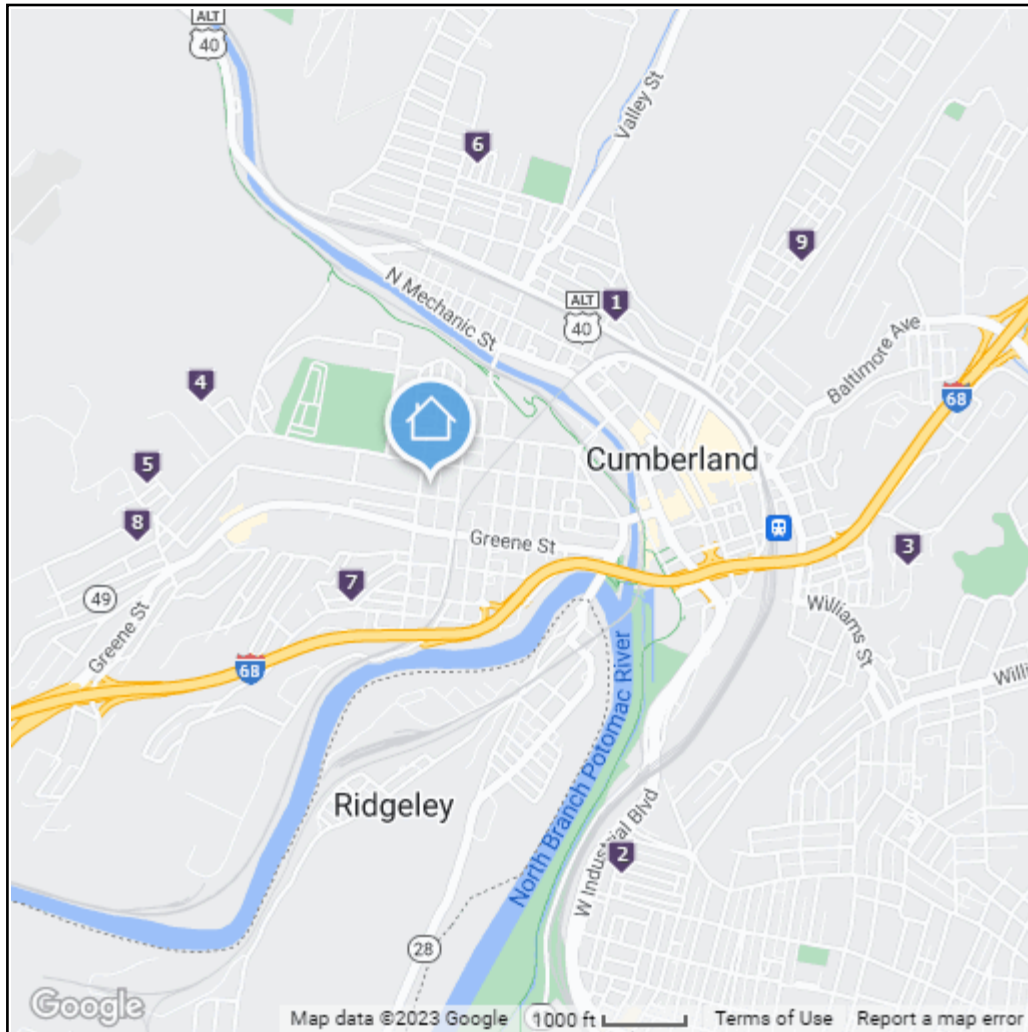 ALT
40
Valley St
6
9
N Mechanic St
ALT
40
1
Baltimore Ave
68
4
Cumberland
5
8
Greene St
3
7
49
Williams St
Greene St
68
Willi
North Branch Potomac River
Ridgeley
W Industrial Blvd
2
28
Google
Map data ©2023 Google
1000 ft
Terms of Use
Report a map error